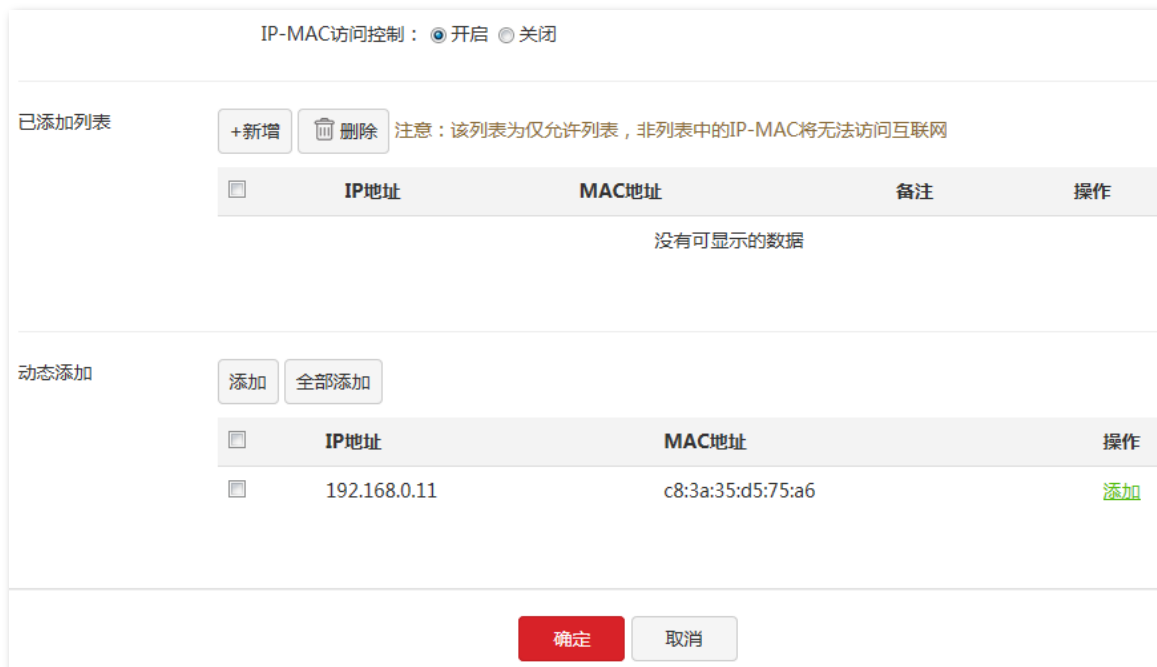 IP-MAC访问控制： 开启 关闭
已添加列表
+新增 删除 注意：该列表为仅允许列表，非列表中的IP-MAC将无法访问互联网
IP地址 MAC地址 备注 操作
没有可显示的数据
动态添加
添加 全部添加
IP地址 MAC地址 操作
192.168.0.11 c8:3a:35:d5:75:a6 添加
确定 取消